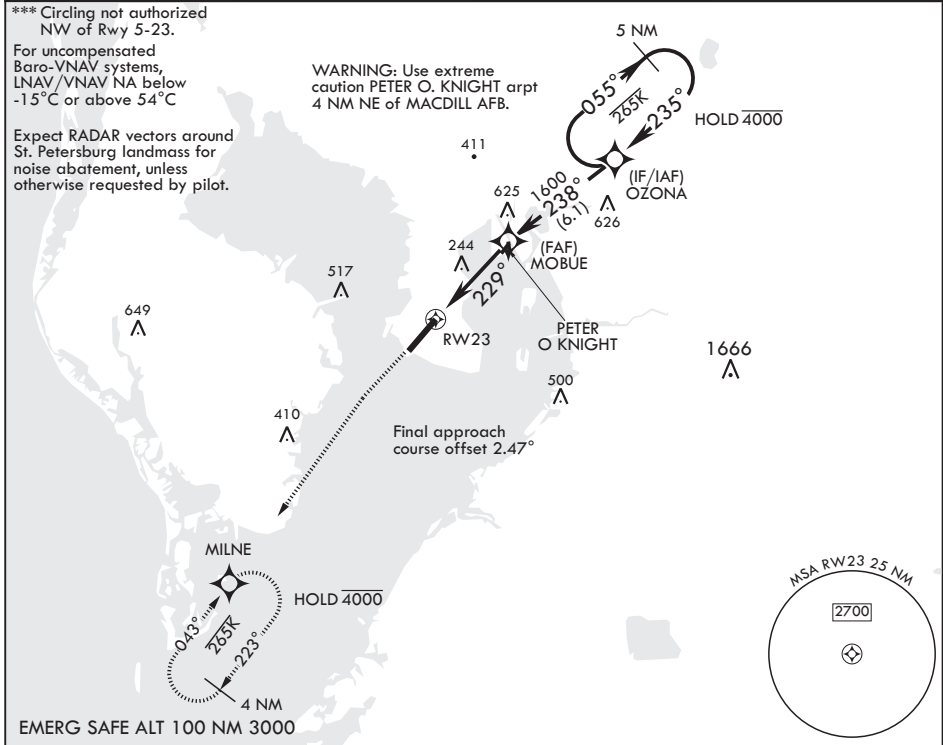 *** Circling not authorized
NW of Rwy 5-23.
For uncompensated
Baro-VNAV systems,
LNAV/VNAV NA below
-15°C or above 54°C
Expect RADAR vectors around
St. Petersburg landmass for
noise abatement, unless
otherwise requested by pilot.
WARNING: Use extreme
caution PETER O. KNIGHT arpt
4 NM NE of MACDILL AFB.
5 NM
055°
265K
235°
HOLD 4000
411
(IF/IAF)
OZONA
1600
238°
(6.1)
625
626
(FAF)
MOBUE
244
229°
517
649
RW23
PETER
O KNIGHT
1666
500
410
Final approach
course offset 2.47°
MILNE
HOLD 4000
043°
265K
223°
4 NM
MSA RW23 25 NM
2700
EMERG SAFE ALT 100 NM 3000